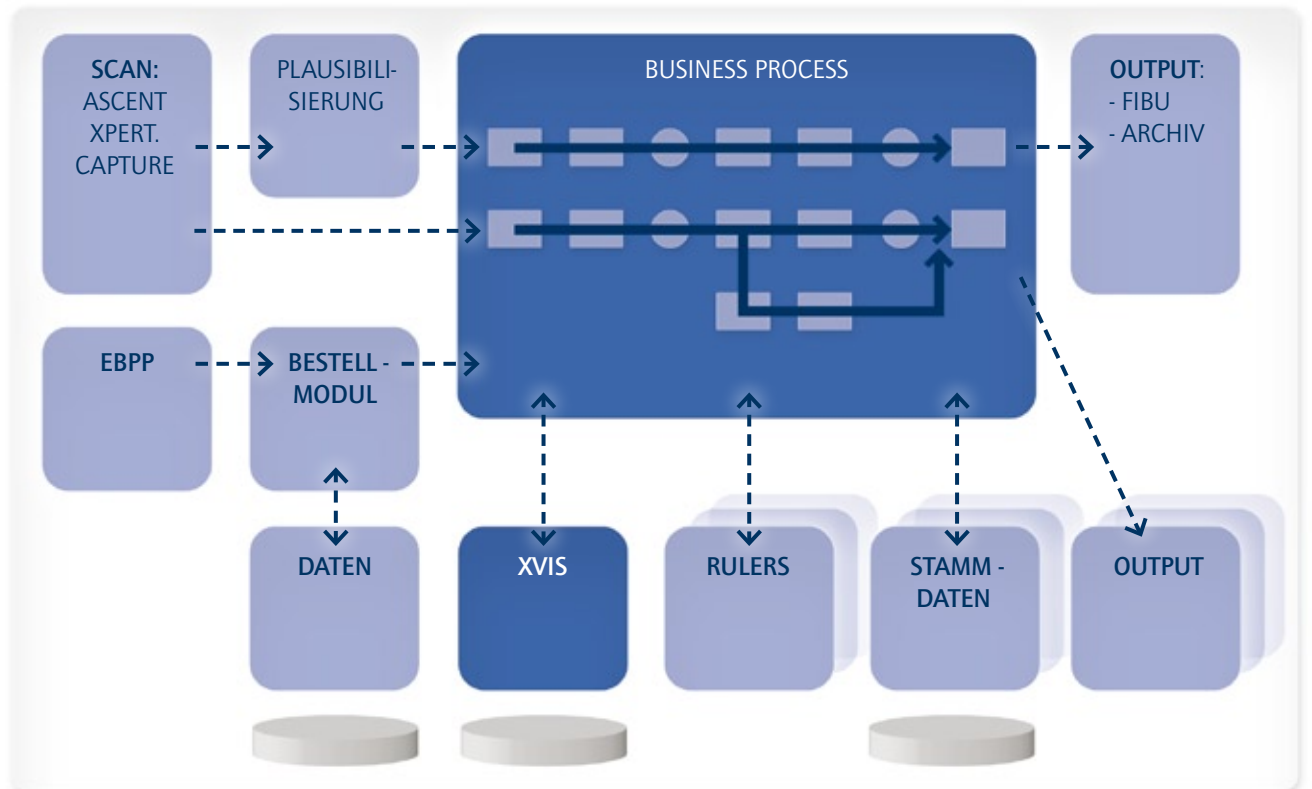 SCAN:
ASCENT
XPERT.
CAPTURE
PLAUSIBILI-
SIERUNG
BUSINESS PROCESS
OUTPUT:
- FIBU
- ARCHIV
EBPP
BESTELL -
MODUL
DATEN
XVIS
RULERS
STAMM -
DATEN
OUTPUT